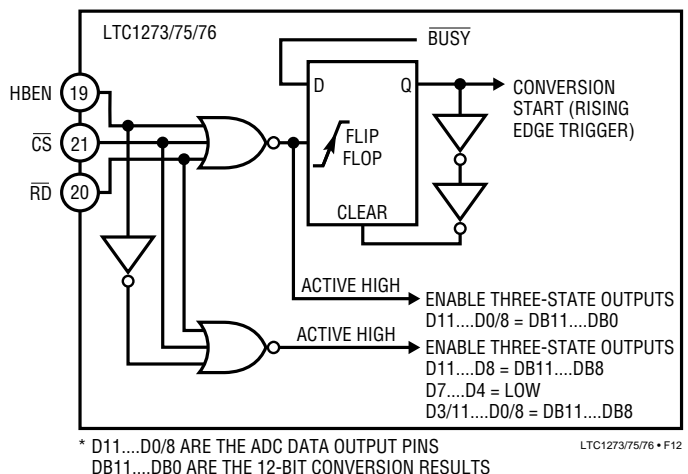 LTC1273/75/76
BUSY
HBEN
19
D
Q
CONVERSION
START (RISING
EDGE TRIGGER)
CS
21
FLIP
FLOP
RD
20
CLEAR
ACTIVE HIGH
ENABLE THREE-STATE OUTPUTS
D11....D0/8 = DB11....DB0
ACTIVE HIGH
ENABLE THREE-STATE OUTPUTS
D11....D8 = DB11....DB8
D7....D4 = LOW
D3/11....D0/8 = DB11....DB8
* D11....D0/8 ARE THE ADC DATA OUTPUT PINS
DB11....DB0 ARE THE 12-BIT CONVERSION RESULTS
LTC1273/75/76 • F12